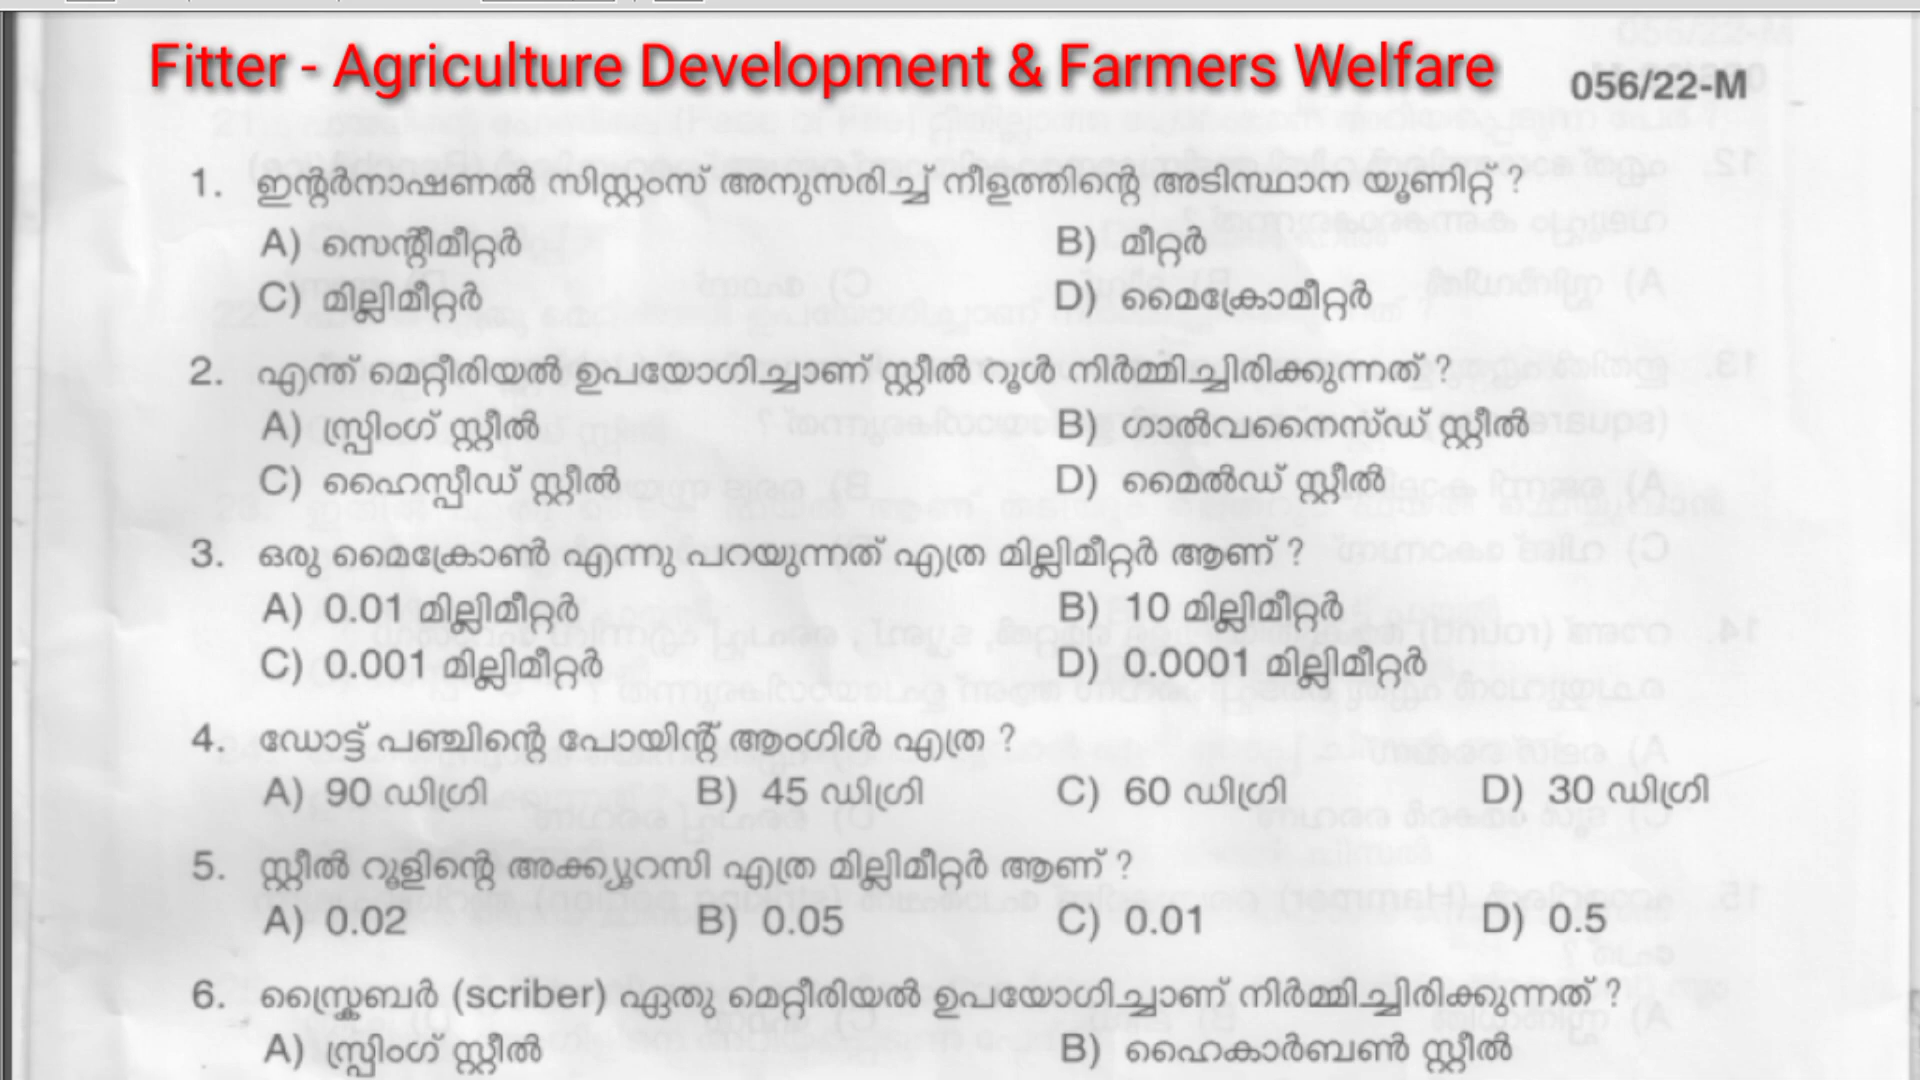 Fitter - Agriculture Development & Farmers Welfare 056/22-M
1. ഇന്റർനാഷണൽ സിസ്റ്റംസ് അനുസരിച്ച് നീളത്തിന്റെ അടിസ്ഥാന യൂണിറ്റ് ?
A) സെന്റീമീറ്റർ B) മീറ്റർ
C) മില്ലിമീറ്റർ D) മൈക്രോമീറ്റർ
2. എന്ത് മെറ്റീരിയൽ ഉപയോഗിച്ചാണ് സ്റ്റീൽ റൂൾ നിർമ്മിച്ചിരിക്കുന്നത് ?
A) സ്പ്രിംഗ് സ്റ്റീൽ B) ഗാൽവനൈസ്ഡ് സ്റ്റീൽ
C) ഹൈസ്പീഡ് സ്റ്റീൽ D) മൈൽഡ് സ്റ്റീൽ
3. ഒരു മൈക്രോൺ എന്നു പറയുന്നത് എത്ര മില്ലിമീറ്റർ ആണ് ?
A) 0.01 മില്ലിമീറ്റർ B) 10 മില്ലിമീറ്റർ
C) 0.001 മില്ലിമീറ്റർ D) 0.0001 മില്ലിമീറ്റർ
4. ഡോട്ട് പഞ്ചിന്റെ പോയിന്റ് ആംഗിൾ എത്ര ?
A) 90 ഡിഗ്രി B) 45 ഡിഗ്രി C) 60 ഡിഗ്രി D) 30 ഡിഗ്രി
5. സ്റ്റീൽ റൂളിന്റെ അക്ക്യൂറസി എത്ര മില്ലിമീറ്റർ ആണ് ?
A) 0.02 B) 0.05 C) 0.01 D) 0.5
6. സ്ക്രൈബർ (scriber) ഏതു മെറ്റീരിയൽ ഉപയോഗിച്ചാണ് നിർമ്മിച്ചിരിക്കുന്നത് ?
A) സ്പ്രിംഗ് സ്റ്റീൽ B) ഹൈകാർബൺ സ്റ്റീൽ